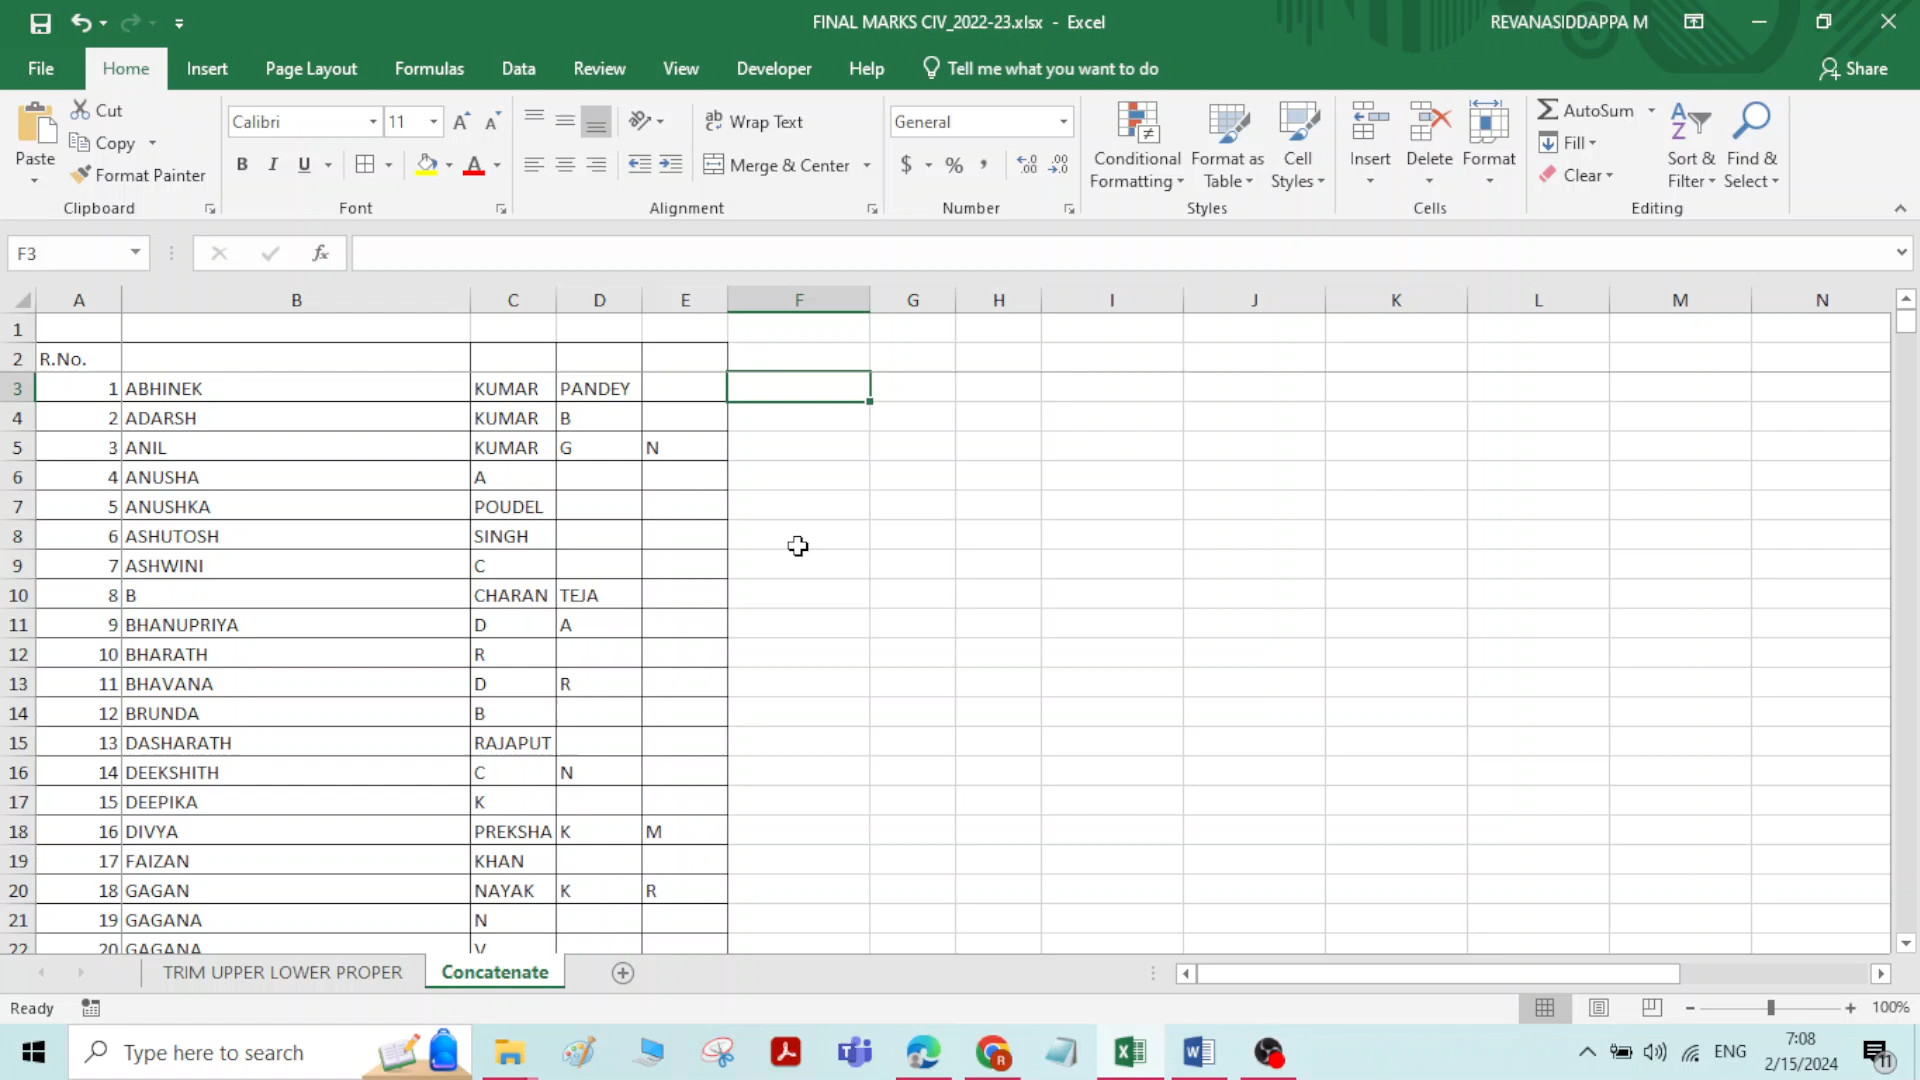 FINAL MARKS CIV_2022-23.xlsx - Excel
REVANASIDDAPPA M
File Home Insert Page Layout Formulas Data Review View Developer Help Tell me what you want to do Share
Paste
Cut
Copy
Format Painter
Clipboard
Calibri 11
B I U
Font
Wrap Text
Merge & Center
Alignment
General
$ % ,
Number
Conditional Formatting
Format as Table
Cell Styles
Styles
Insert Delete Format
Cells
AutoSum
Fill
Clear
Sort & Filter
Find & Select
Editing
F3 fx
A B C D E F G H I J K L M N
1
2 R.No.
3 1 ABHINEK KUMAR PANDEY
4 2 ADARSH KUMAR B
5 3 ANIL KUMAR G N
6 4 ANUSHA A
7 5 ANUSHKA POUDEL
8 6 ASHUTOSH SINGH
9 7 ASHWINI C
10 8 B CHARAN TEJA
11 9 BHANUPRIYA D A
12 10 BHARATH R
13 11 BHAVANA D R
14 12 BRUNDA B
15 13 DASHARATH RAJAPUT
16 14 DEEKSHITH C N
17 15 DEEPIKA K
18 16 DIVYA PREKSHA K M
19 17 FAIZAN KHAN
20 18 GAGAN NAYAK K R
21 19 GAGANA N
22 20 GAGANA V
TRIM UPPER LOWER PROPER Concatenate
Ready 100%
Type here to search
ENG
7:08
2/15/2024
11